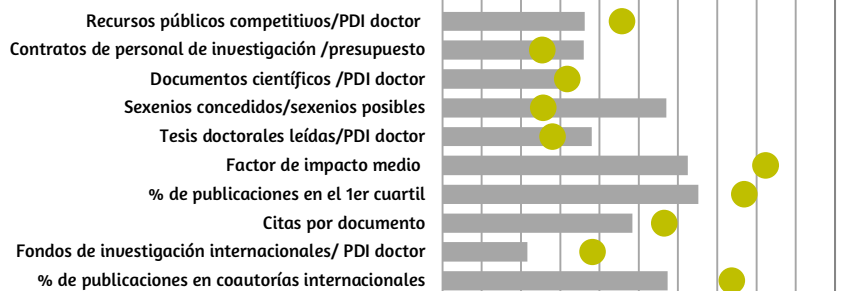 Recursos públicos competitivos/PDI doctor
Contratos de personal de investigación /presupuesto
Documentos científicos /PDI doctor
Sexenios concedidos/sexenios posibles
Tesis doctorales leídas/PDI doctor
Factor de impacto medio
% de publicaciones en el 1er cuartil
Citas por documento
Fondos de investigación internacionales/ PDI doctor
% de publicaciones en coautorías internacionales